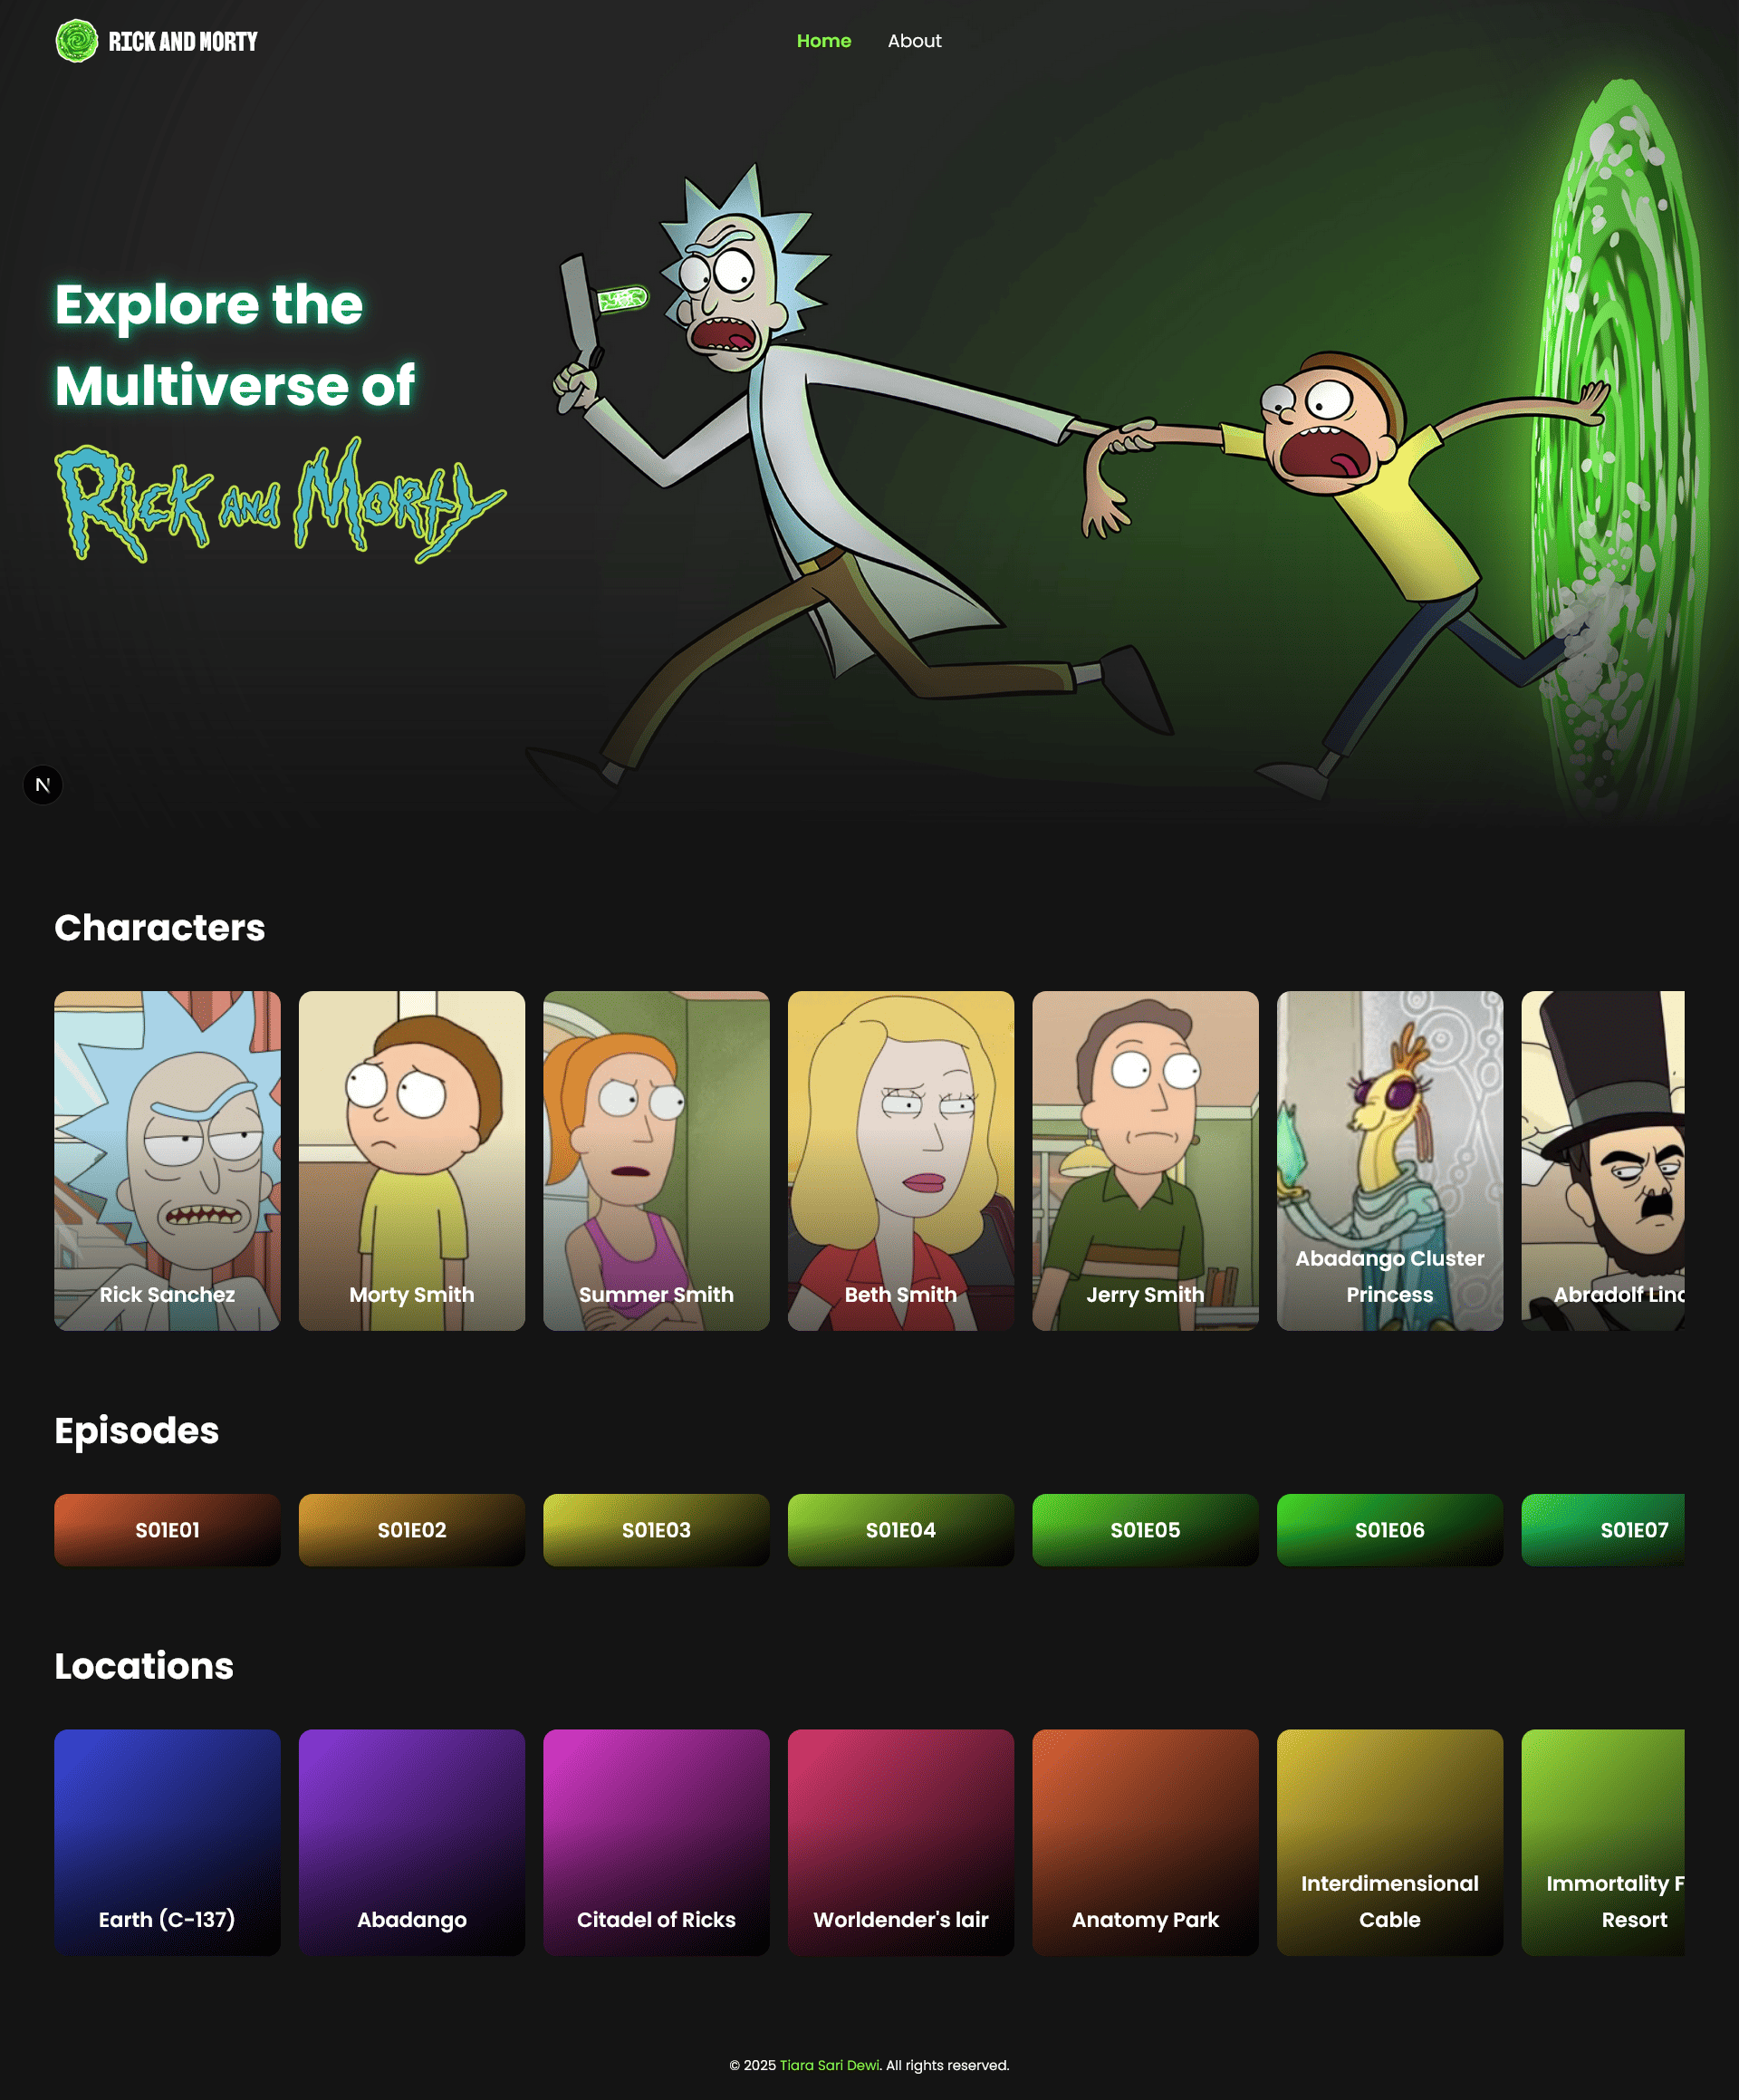 RICK AND MORTY
Home
About
Explore the
Multiverse of
Rick and Morty
N
Characters
Rick Sanchez
Morty Smith
Summer Smith
Beth Smith
Jerry Smith
Abadango Cluster
Princess
Abradolf Linc
Episodes
S01E01
S01E02
S01E03
S01E04
S01E05
S01E06
S01E07
Locations
Earth (C-137)
Abadango
Citadel of Ricks
Worldender's lair
Anatomy Park
Interdimensional
Cable
Immortality F
Resort
© 2025 Tiara Sari Dewi. All rights reserved.